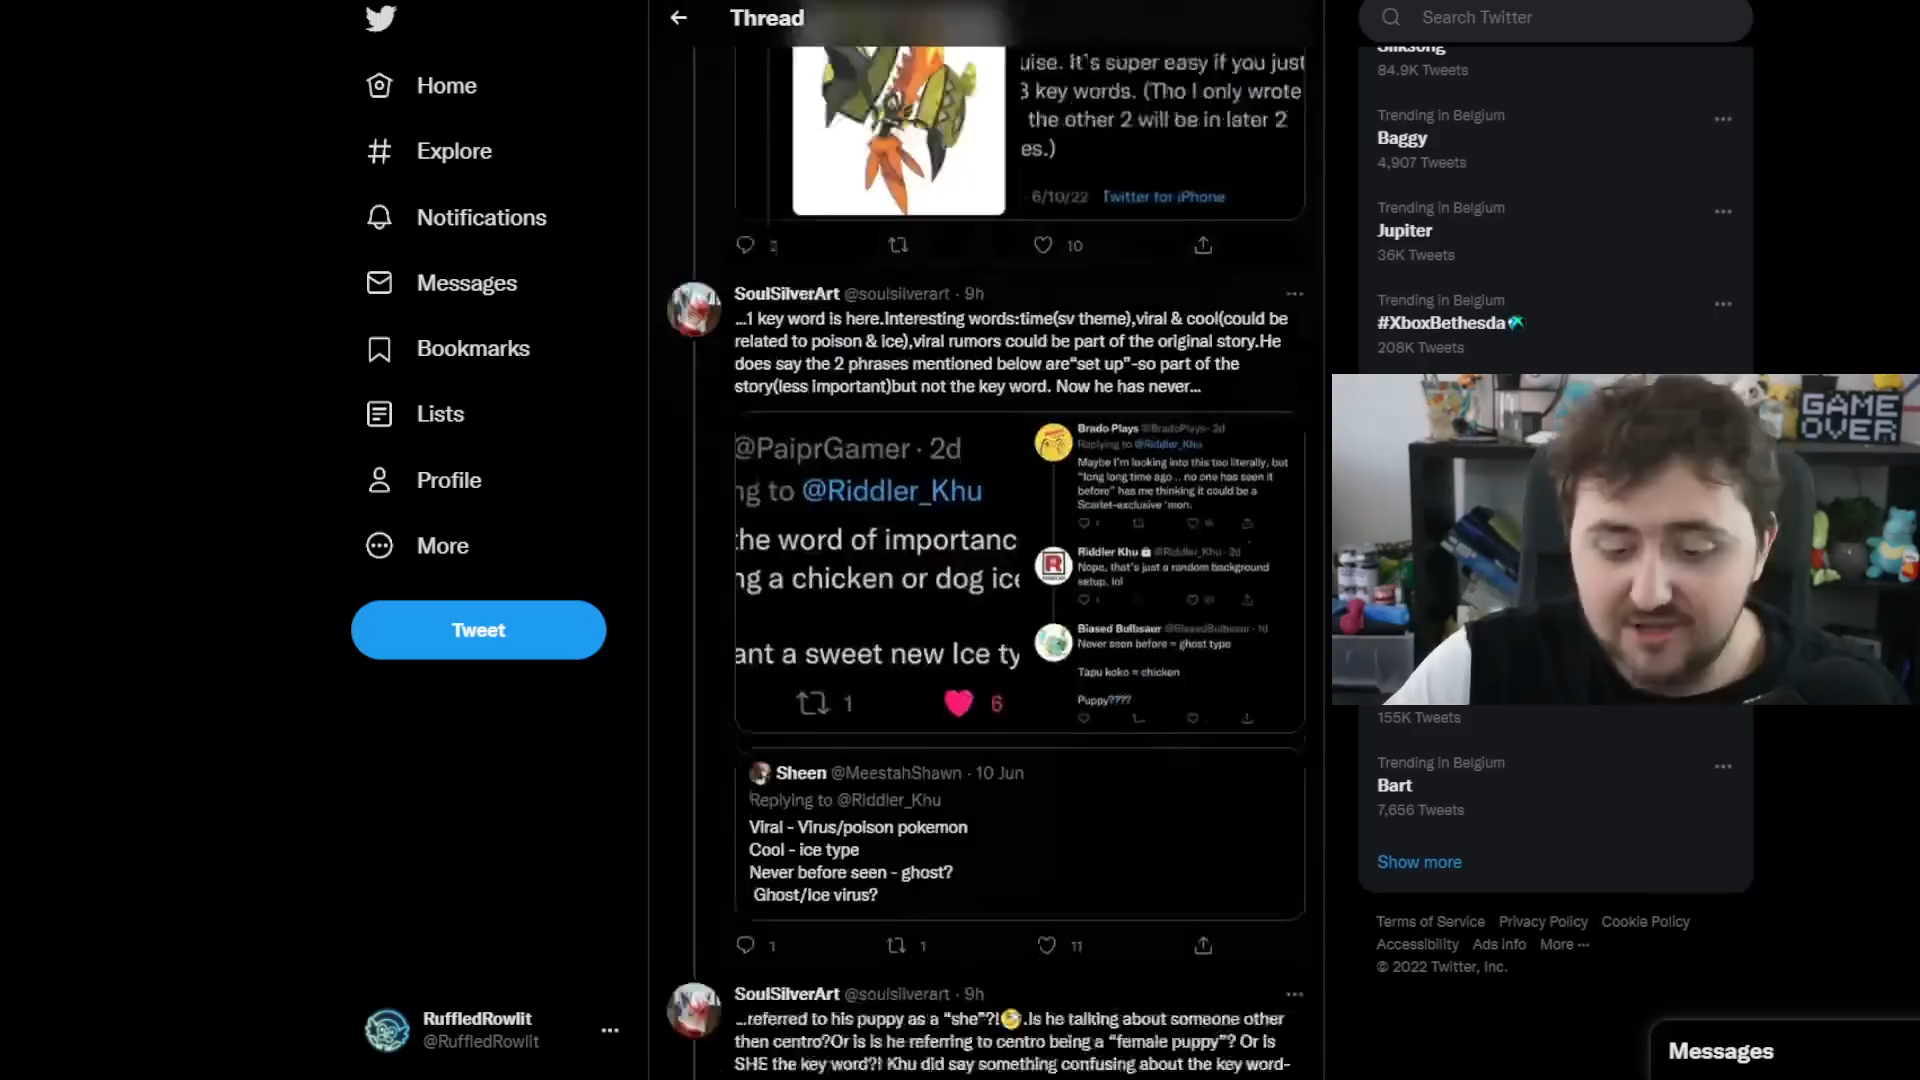 Home
Explore
Notifications
Messages
Bookmarks
Lists
Profile
More
Tweet
RuffledRowlit
@RuffledRowlit
Thread
uise. It's super easy if you just
3 key words. (Tho I only wrote
the other 2 will be in later 2
es.)
6/10/22 Twitter for iPhone
2
10
SoulSilverArt @soulsilverart · 9h
...1 key word is here.Interesting words:time(sv theme),viral & cool(could be
related to poison & ice),viral rumors could be part of the original story.He
does say the 2 phrases mentioned below are“set up”-so part of the
story(less important)but not the key word. Now he has never...
@PaiprGamer · 2d
ng to @Riddler_Khu
the word of importanc
ng a chicken or dog ice
ant a sweet new Ice ty
1 6
Brado Plays @BradoPlays · 2d
Replying to @Riddler_Khu
Maybe I'm looking into this too literally, but
"long long time ago .. no one has seen it
before" has me thinking it could be a
Scarlet-exclusive 'mon.
Riddler Khu @Riddler_Khu · 2d
Nope, that's just a random background
setup. lol
Biased Bulbsaur @BiasedBulbsaur · 1d
Never seen before = ghost type
Tapu koko = chicken
Puppy????
Sheen @MeestahShawn · 10 Jun
Replying to @Riddler_Khu
Viral - Virus/poison pokemon
Cool - ice type
Never before seen - ghost?
Ghost/Ice virus?
1 1 11
SoulSilverArt @soulsilverart · 9h
...referred to his puppy as a “she”?!🤔.Is he talking about someone other
then centro?Or is is he referring to centro being a “female puppy”? Or is
SHE the key word?! Khu did say something confusing about the key word-
Search Twitter
Silksong
84.9K Tweets
Trending in Belgium
Baggy
4,907 Tweets
Trending in Belgium
Jupiter
36K Tweets
Trending in Belgium
#XboxBethesda
208K Tweets
GAME
OVER
155K Tweets
Trending in Belgium
Bart
7,656 Tweets
Show more
Terms of Service Privacy Policy Cookie Policy
Accessibility Ads info More ···
© 2022 Twitter, Inc.
Messages